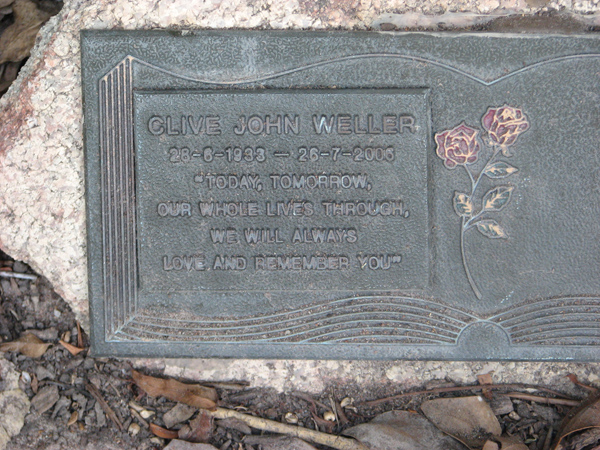 CLIVE JOHN WELLER
28-6-1933 - 26-7-2006
"TODAY, TOMORROW,
OUR WHOLE LIVES THROUGH,
WE WILL ALWAYS
LOVE AND REMEMBER YOU"